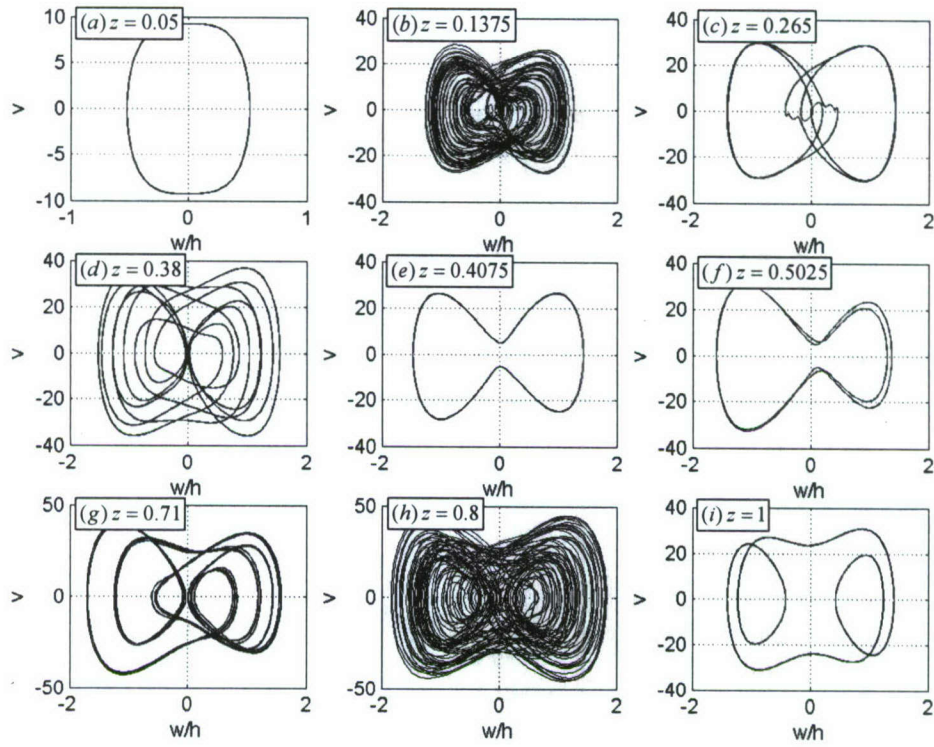 (a) z = 0.05
10
5
0
-5
-10
v
-1
0
1
w/h
(b) z = 0.1375
40
20
0
-20
-40
v
-2
0
2
w/h
(c) z = 0.265
40
20
0
-20
-40
v
-2
0
2
w/h
(d) z = 0.38
40
20
0
-20
-40
v
-2
0
2
w/h
(e) z = 0.4075
40
20
0
-20
-40
v
-2
0
2
w/h
(f) z = 0.5025
40
20
0
-20
-40
v
-2
0
2
w/h
(g) z = 0.71
50
0
-50
v
-2
0
2
w/h
(h) z = 0.8
50
0
-50
v
-2
0
2
w/h
(i) z = 1
40
20
0
-20
-40
v
-2
0
2
w/h